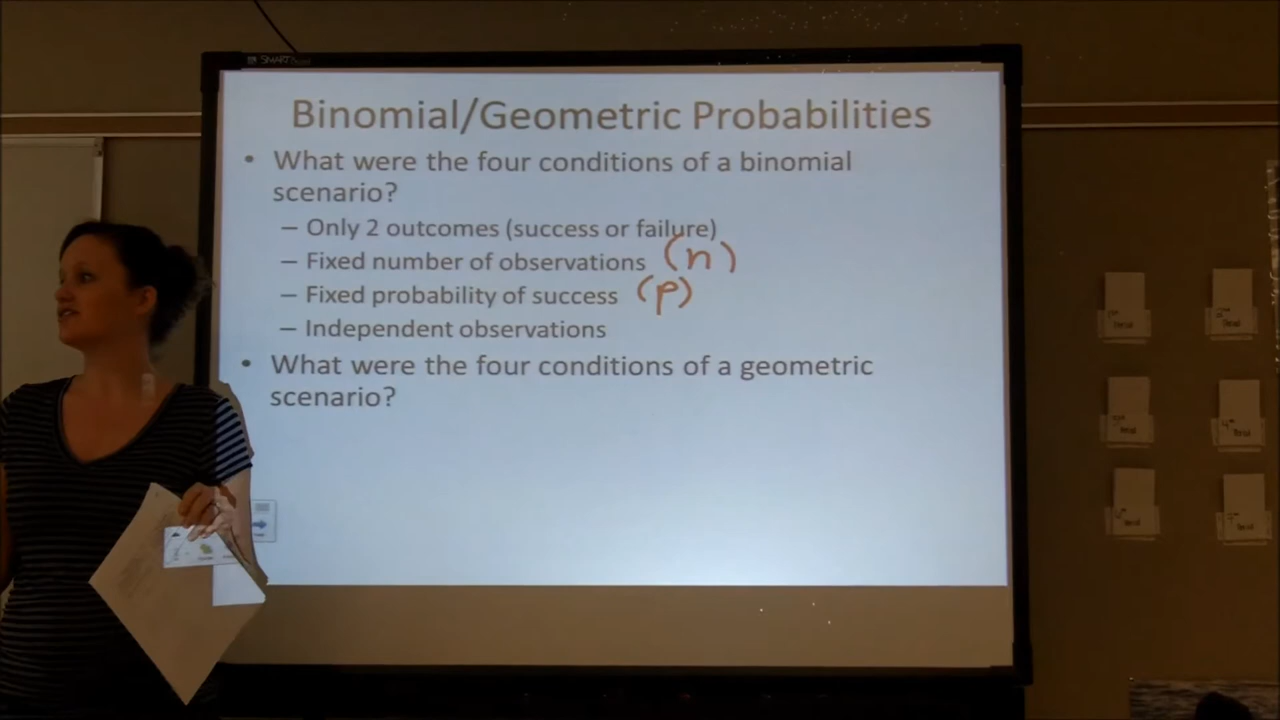 SMART
Binomial/Geometric Probabilities
• What were the four conditions of a binomial
scenario?
– Only 2 outcomes (success or failure)
– Fixed number of observations (n)
– Fixed probability of success (p)
– Independent observations
• What were the four conditions of a geometric
scenario?